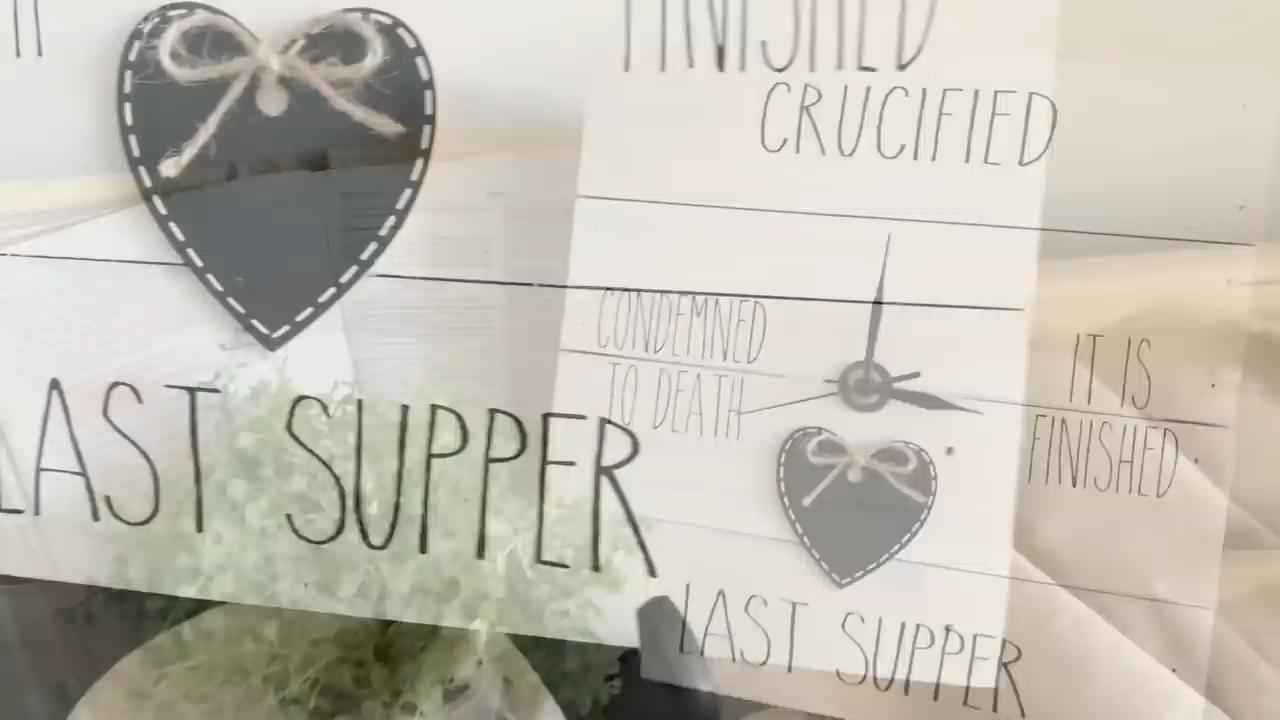 FINISHED
CRUCIFIED
CONDEMNED
TO DEATH
IT IS
FINISHED
LAST SUPPER
LAST SUPPER